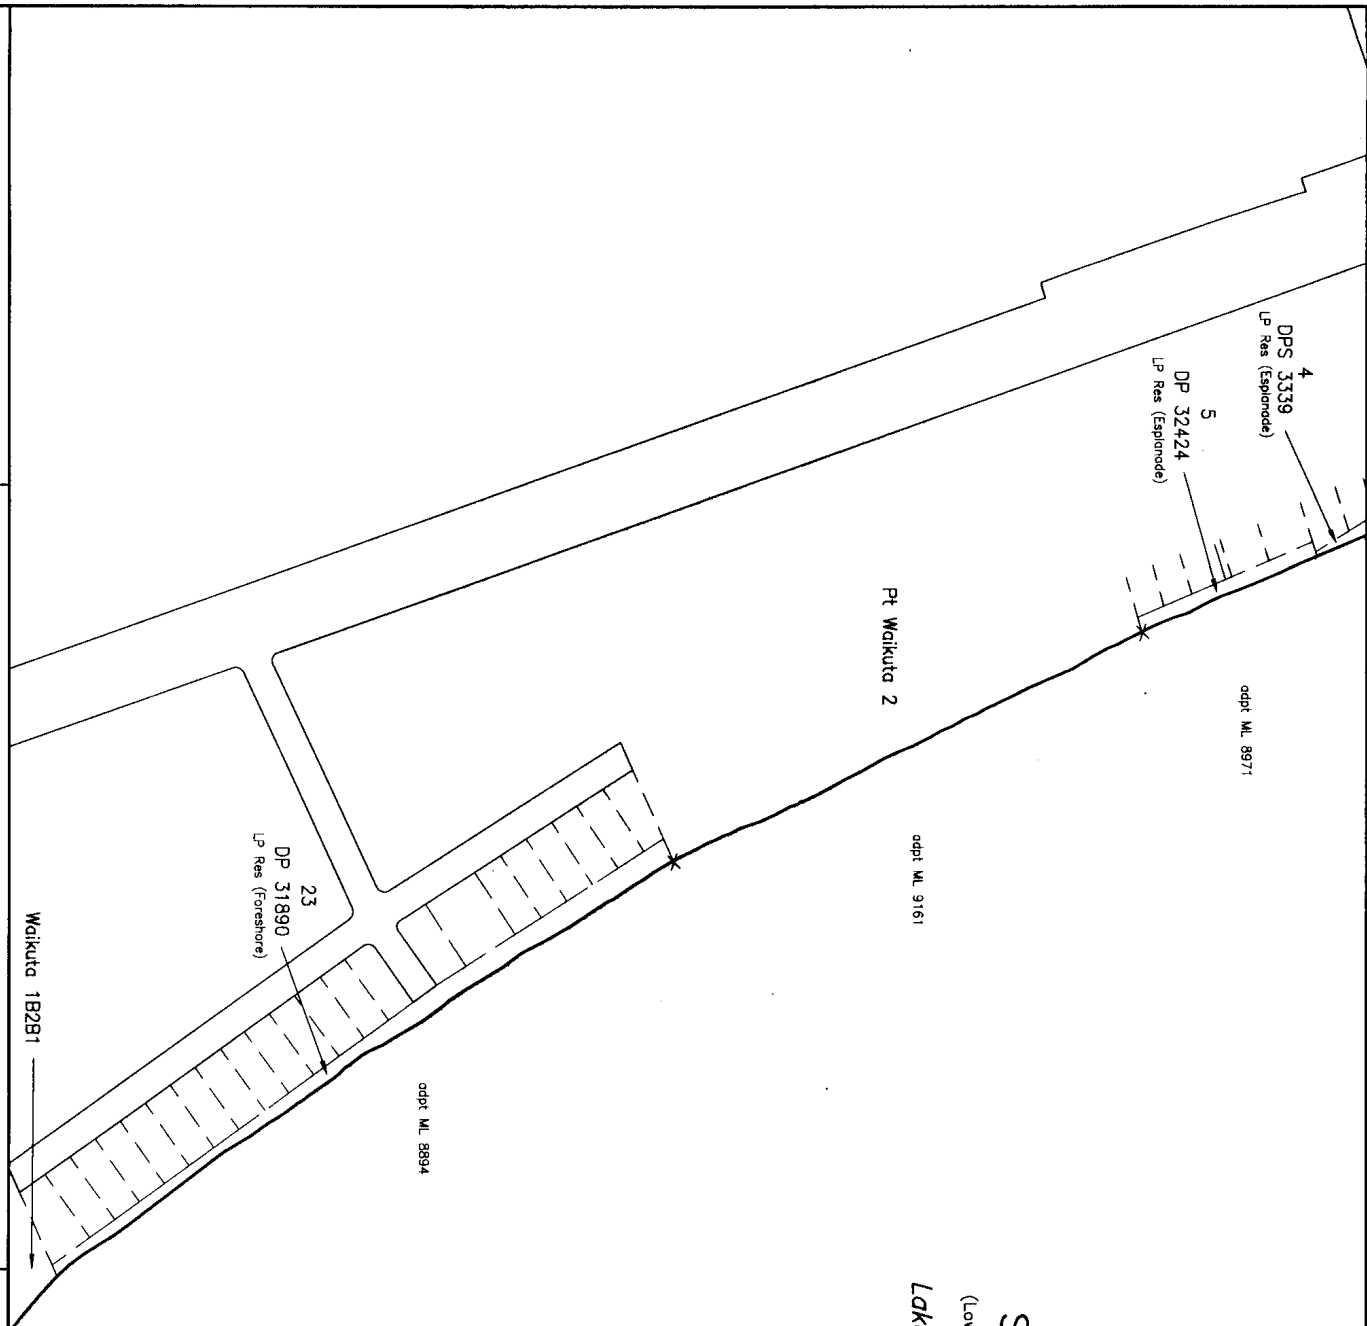 4
DPS 3339
LP Res (Esplanade)
5
DP 32424
LP Res (Esplanade)
adpt ML 8971
Pt Waikuta 2
adpt ML 9161
23
DP 31890
LP Res (Foreshore)
adpt ML 8894
Waikuta 1B2B1